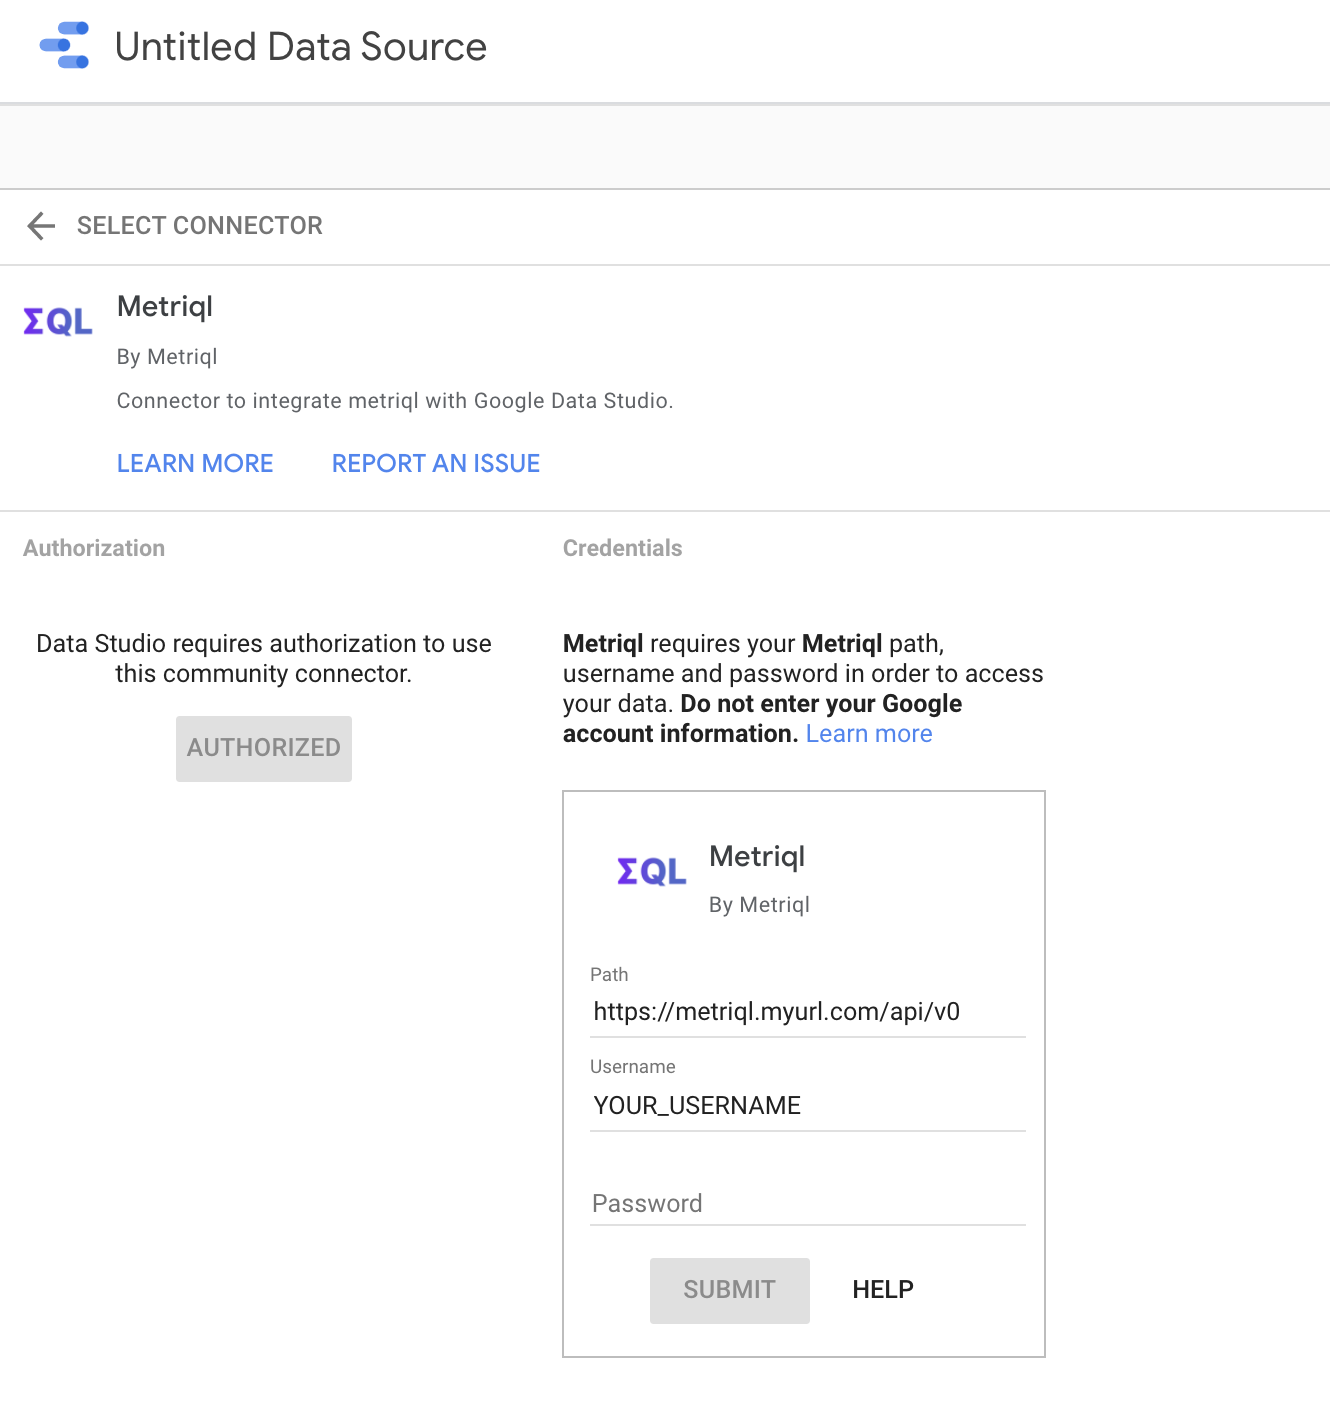 Untitled Data Source
SELECT CONNECTOR
ΣQL
Metriql
By Metriql
Connector to integrate metriql with Google Data Studio.
LEARN MORE REPORT AN ISSUE
Authorization
Data Studio requires authorization to use
this community connector.
AUTHORIZED
Credentials
Metriql requires your Metriql path,
username and password in order to access
your data. Do not enter your Google
account information. Learn more
ΣQL
Metriql
By Metriql
Path
https://metriql.myurl.com/api/v0
Username
YOUR_USERNAME
Password
SUBMIT HELP